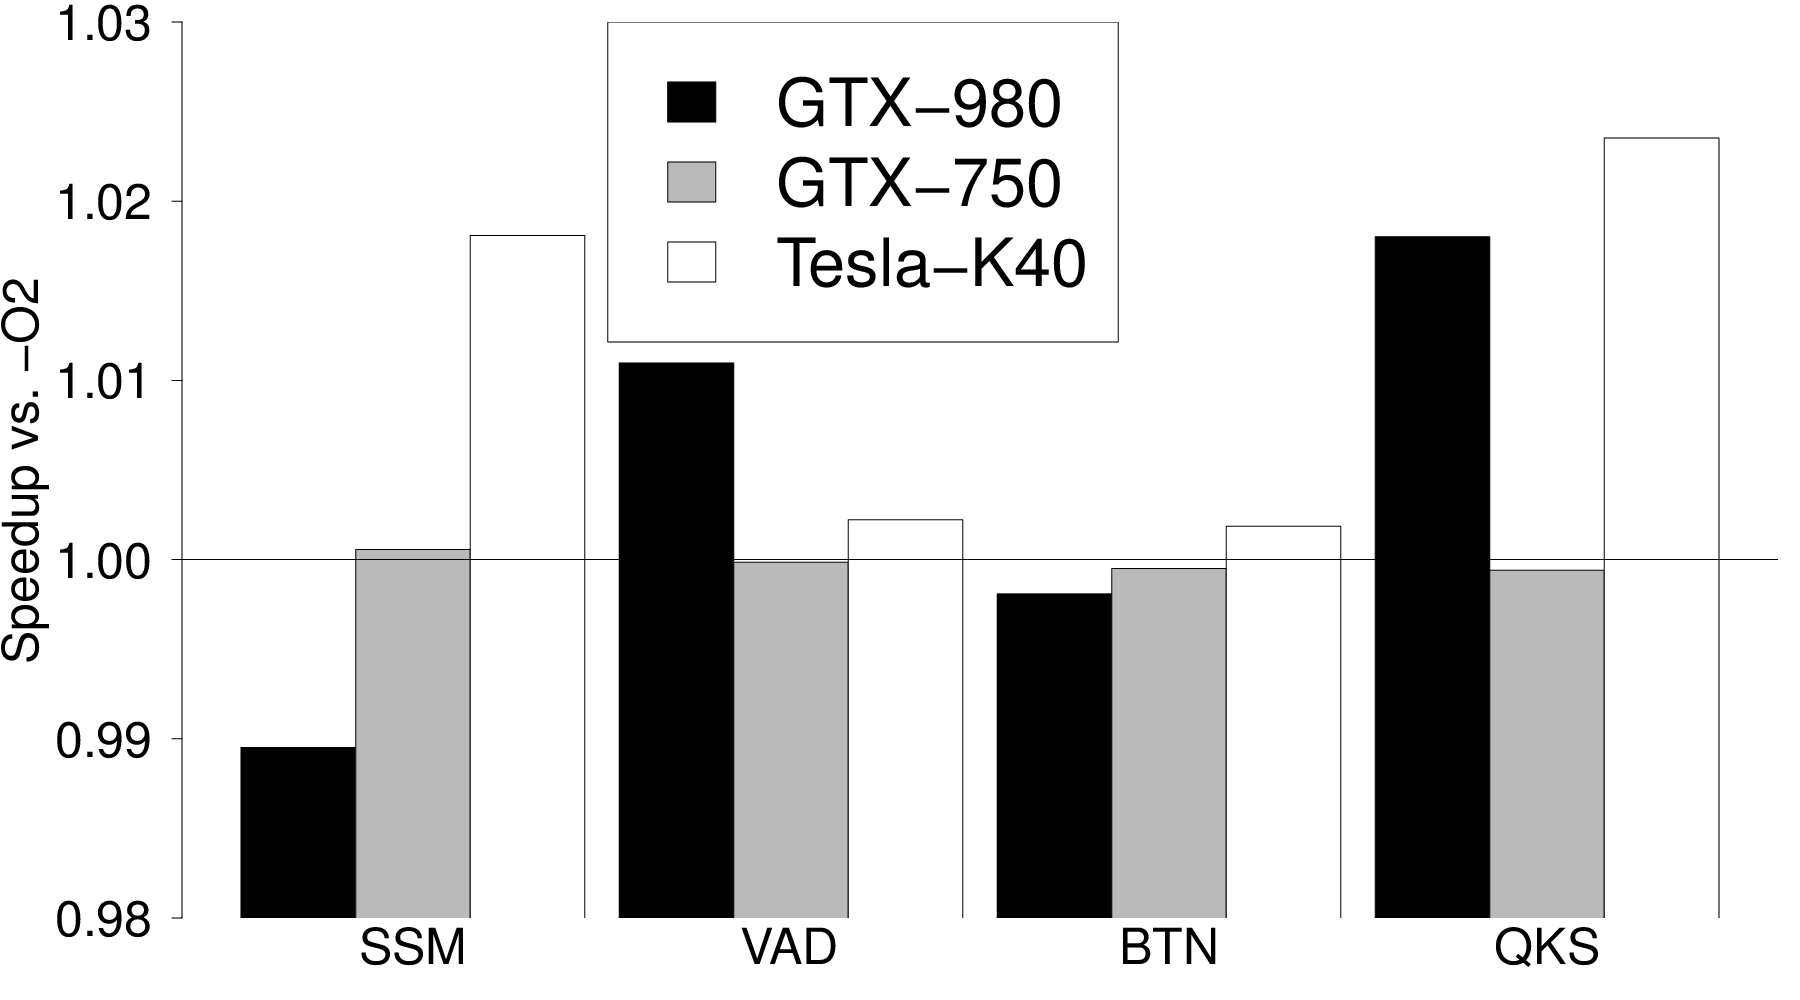 Speedup vs. −O2
1.03
1.02
1.01
1.00
0.99
0.98
GTX−980
GTX−750
Tesla−K40
SSM
VAD
BTN
QKS